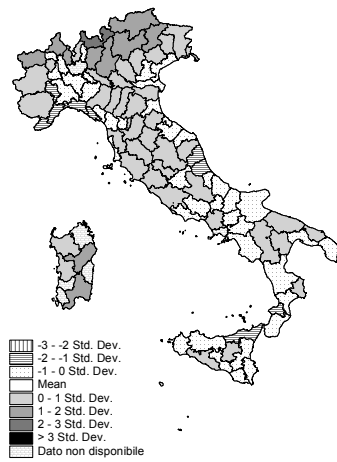 -3 - -2 Std. Dev.
-2 - -1 Std. Dev.
-1 - 0 Std. Dev.
Mean
0 - 1 Std. Dev.
1 - 2 Std. Dev.
2 - 3 Std. Dev.
> 3 Std. Dev.
Dato non disponibile